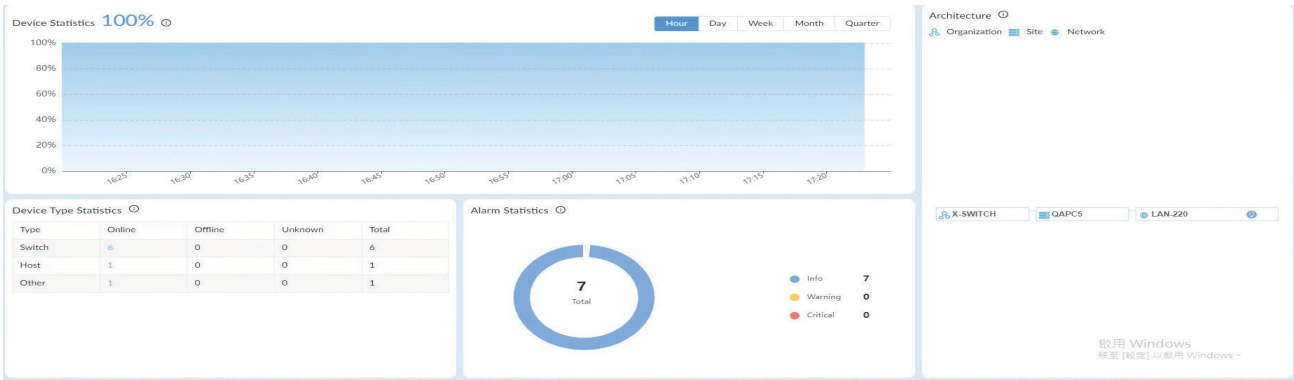 Device Statistics 100%
Hour Day Week Month Quarter
100%
80%
60%
40%
20%
0%
16:25 16:30 16:35 16:40 16:45 16:50 16:55 17:00 17:05 17:10 17:15 17:20
Device Type Statistics
Type Online Offline Unknown Total
Switch 6 0 0 6
Host 1 0 0 1
Other 1 0 0 1
Alarm Statistics
7
Total
Info 7
Warning 0
Critical 0
Architecture
Organization Site Network
X-SWITCH QAPC5 LAN-220
啟用 Windows
移至 [設定] 以啟用 Windows。